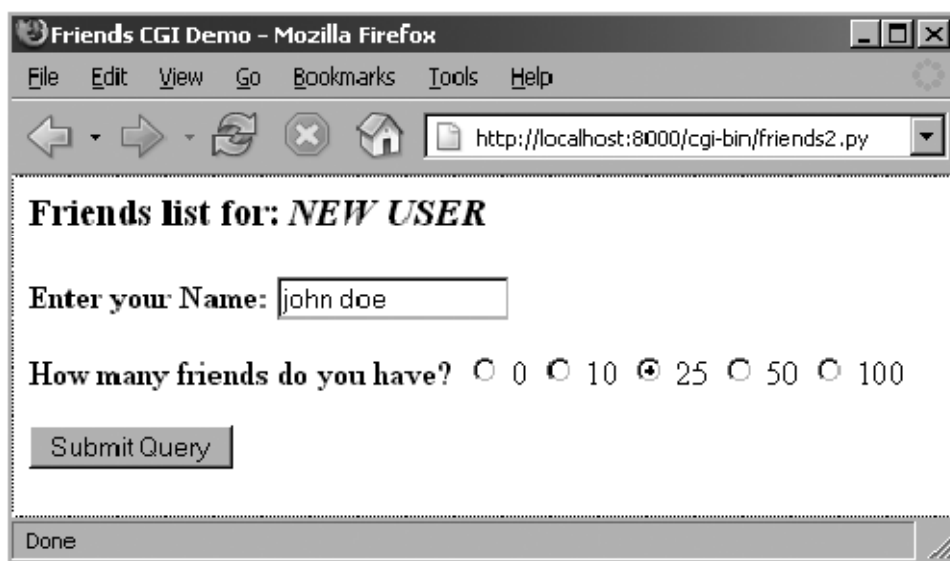 Friends CGI Demo - Mozilla Firefox
File Edit View Go Bookmarks Tools Help
http://localhost:8000/cgi-bin/friends2.py
Friends list for: NEW USER
Enter your Name: john doe
How many friends do you have? 0 10 25 50 100
Submit Query
Done